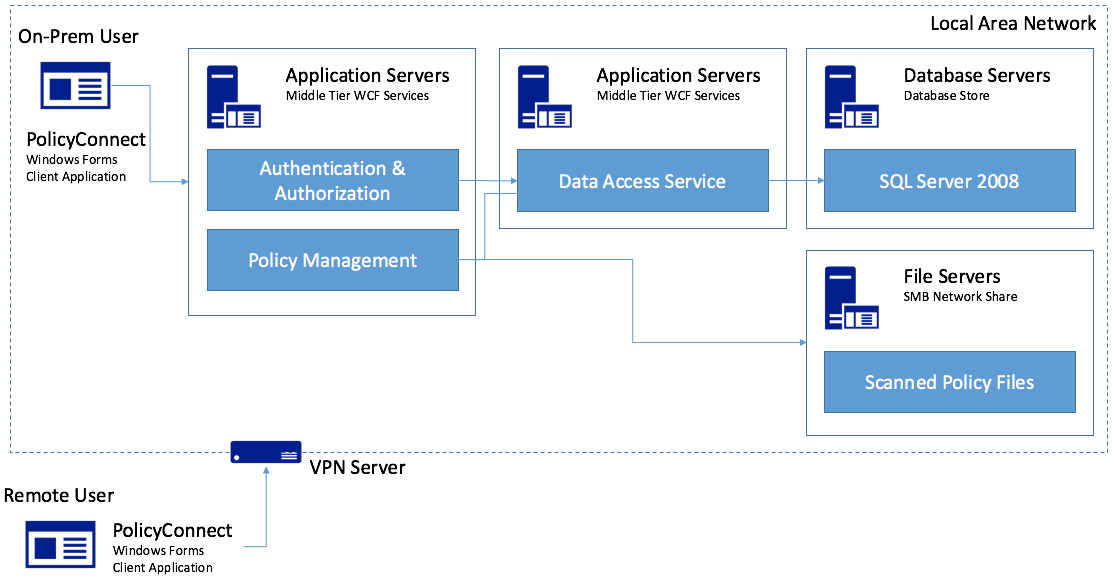 Local Area Network
On-Prem User
PolicyConnect
Windows Forms
Client Application
Application Servers
Middle Tier WCF Services
Authentication &
Authorization
Policy Management
Application Servers
Middle Tier WCF Services
Data Access Service
Database Servers
Database Store
SQL Server 2008
File Servers
SMB Network Share
Scanned Policy Files
VPN Server
Remote User
PolicyConnect
Windows Forms
Client Application